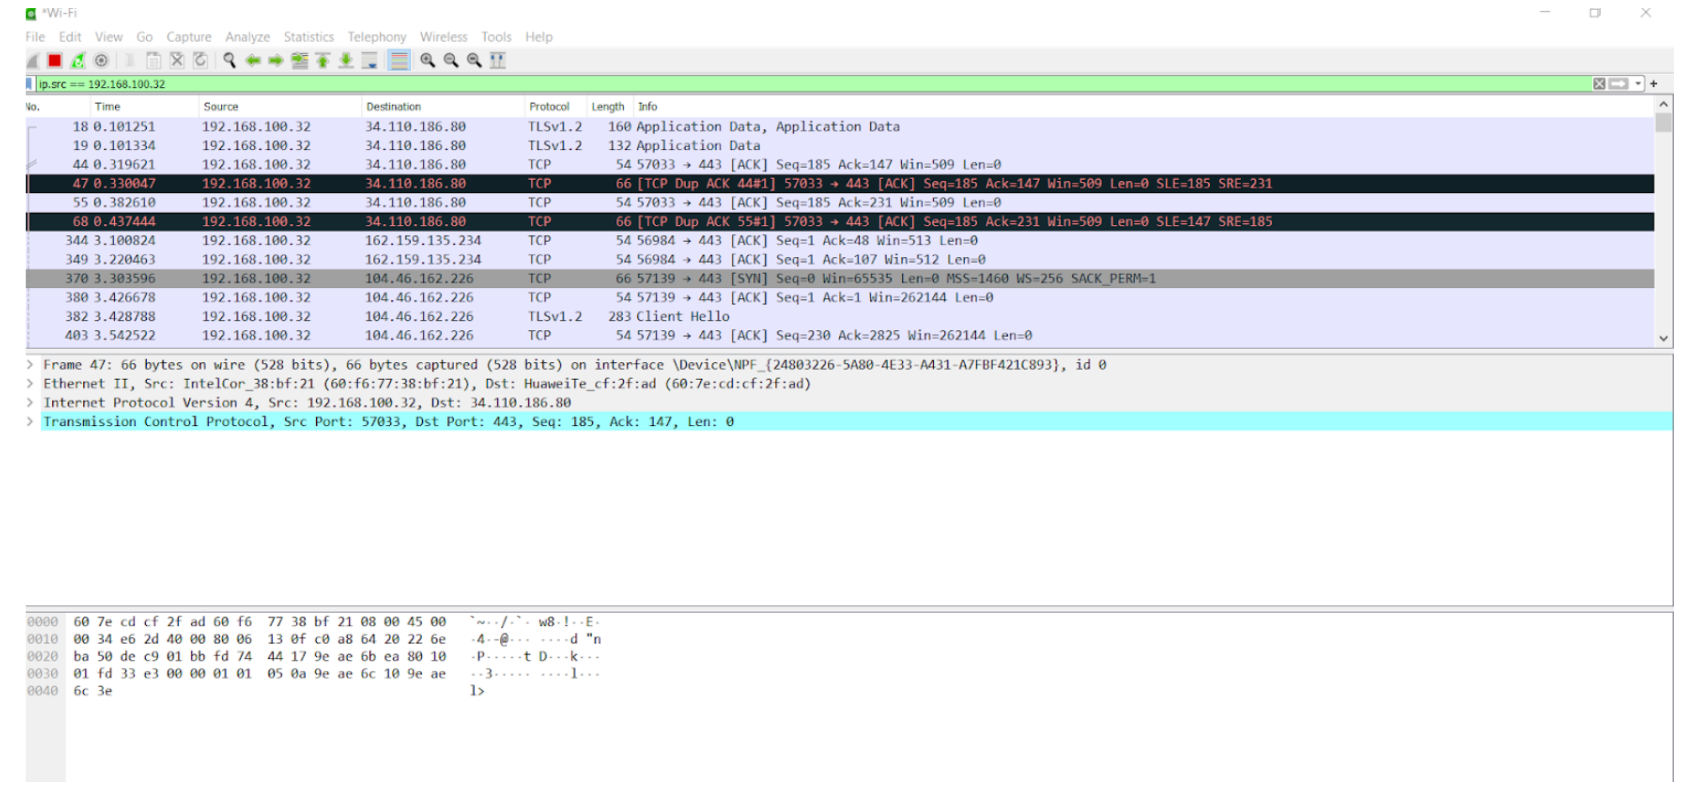 *Wi-Fi
File Edit View Go Capture Analyze Statistics Telephony Wireless Tools Help
ip.src == 192.168.100.32
No. Time Source Destination Protocol Length Info
18 0.101251 192.168.100.32 34.110.186.80 TLSv1.2 160 Application Data, Application Data
19 0.101334 192.168.100.32 34.110.186.80 TLSv1.2 132 Application Data
44 0.319621 192.168.100.32 34.110.186.80 TCP 54 57033 → 443 [ACK] Seq=185 Ack=147 Win=509 Len=0
47 0.330047 192.168.100.32 34.110.186.80 TCP 66 [TCP Dup ACK 44#1] 57033 → 443 [ACK] Seq=185 Ack=147 Win=509 Len=0 SLE=185 SRE=231
55 0.382610 192.168.100.32 34.110.186.80 TCP 54 57033 → 443 [ACK] Seq=185 Ack=231 Win=509 Len=0
68 0.437444 192.168.100.32 34.110.186.80 TCP 66 [TCP Dup ACK 55#1] 57033 → 443 [ACK] Seq=185 Ack=231 Win=509 Len=0 SLE=147 SRE=185
344 3.100824 192.168.100.32 162.159.135.234 TCP 54 56984 → 443 [ACK] Seq=1 Ack=48 Win=513 Len=0
349 3.220463 192.168.100.32 162.159.135.234 TCP 54 56984 → 443 [ACK] Seq=1 Ack=107 Win=512 Len=0
370 3.303596 192.168.100.32 104.46.162.226 TCP 66 57139 → 443 [SYN] Seq=0 Win=65535 Len=0 MSS=1460 WS=256 SACK_PERM=1
380 3.426678 192.168.100.32 104.46.162.226 TCP 54 57139 → 443 [ACK] Seq=1 Ack=1 Win=262144 Len=0
382 3.428788 192.168.100.32 104.46.162.226 TLSv1.2 283 Client Hello
403 3.542522 192.168.100.32 104.46.162.226 TCP 54 57139 → 443 [ACK] Seq=230 Ack=2825 Win=262144 Len=0
> Frame 47: 66 bytes on wire (528 bits), 66 bytes captured (528 bits) on interface \Device\NPF_{24803226-5A80-4E33-A431-A7FBF421C893}, id 0
> Ethernet II, Src: IntelCor_38:bf:21 (60:f6:77:38:bf:21), Dst: HuaweiTe_cf:2f:ad (60:7e:cd:cf:2f:ad)
> Internet Protocol Version 4, Src: 192.168.100.32, Dst: 34.110.186.80
> Transmission Control Protocol, Src Port: 57033, Dst Port: 443, Seq: 185, Ack: 147, Len: 0
0000 60 7e cd cf 2f ad 60 f6 77 38 bf 21 08 00 45 00 `~··/·`· w8·!··E·
0010 00 34 e6 2d 40 00 80 06 13 0f c0 a8 64 20 22 6e ·4·-@··· ····d "n
0020 ba 50 de c9 01 bb fd 74 44 17 9e ae 6b ea 80 10 ·P·····t D···k···
0030 01 fd 33 e3 00 00 01 01 05 0a 9e ae 6c 10 9e ae ··3····· ····l···
0040 6c 3e l>